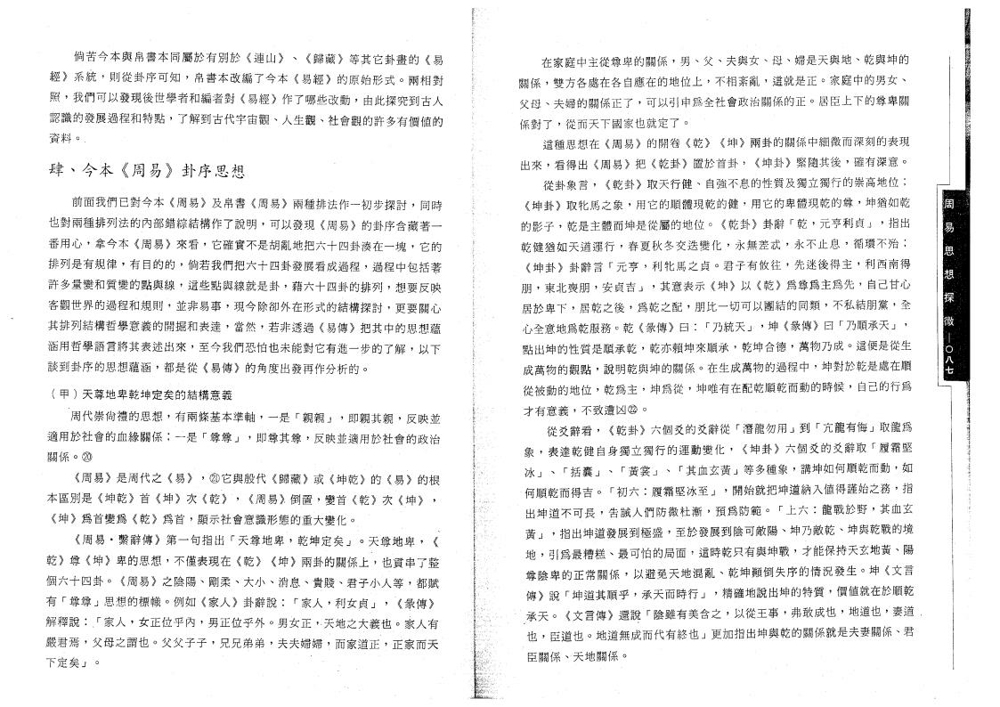 倘苦今本與帛書本同屬於有別於《連山》、《歸藏》等其它卦畫的《易
經》系統，則從卦序可知，帛書本改編了今本《易經》的原始形式。兩相對
照，我們可以發現後世學者和編者對《易經》作了哪些改動，由此探究到古人
認識的發展過程和特點，了解到古代宇宙觀、人生觀、社會觀的許多有價值的
資料。
肆、今本《周易》卦序思想
前面我們已對今本《周易》及帛書《周易》兩種排法作一初步探討，同時
也對兩種排列法的內部錯綜結構作了說明，可以發現《周易》的卦序含藏著一
番用心，拿今本《周易》來看，它確實不是胡亂地把六十四卦湊在一塊，它的
排列是有規律，有目的的，倘若我們把六十四卦發展看成過程，過程中包括著
許多量變和質變的點與線，這些點與線就是卦，藉六十四卦的排列，想要反映
客觀世界的過程和規則，並非易事，現今除卻外在形式的結構探討，更要關心
其排列結構哲學意義的開掘和表達，當然，若非透過《易傳》把其中的思想蘊
涵用哲學語言將其表述出來，至今我們恐怕也未能對它有進一步的了解，以下
談到卦序的思想蘊涵，都是從《易傳》的角度出發再作分析的。
（甲）天尊地卑乾坤定矣的結構意義
周代崇尙禮的思想，有兩條基本準軸，一是「親親」，即親其親，反映並
適用於社會的血緣關係：一是「尊尊」，即尊其尊，反映並適用於社會的政治
關係。⑳
《周易》是周代之《易》，㉑它與殷代《歸藏》或《坤乾》的《易》的根
本區別是《坤乾》首《坤》次《乾》，《周易》倒置，變首《乾》次《坤》，
《坤》爲首變爲《乾》爲首，顯示社會意識形態的重大變化。
《周易・繫辭傳》第一句指出「天尊地卑，乾坤定矣」。天尊地卑，《
乾》尊《坤》卑的思想，不僅表現在《乾》《坤》兩卦的關係上，也貫串了整
個六十四卦。《周易》之陰陽、剛柔、大小、消息、貴賤、君子小人等，都賦
有「尊尊」思想的標幟。例如《家人》卦辭說：「家人，利女貞」，《彖傳》
解釋說：「家人，女正位乎內，男正位乎外。男女正，天地之大義也。家人有
嚴君焉，父母之謂也。父父子子，兄兄弟弟，夫夫婦婦，而家道正，正家而天
下定矣」。
在家庭中主從尊卑的關係，男、父、夫與女、母、婦是天與地、乾與坤的
關係，雙方各處在各自應在的地位上，不相紊亂，這就是正。家庭中的男女、
父母、夫婦的關係正了，可以引申爲全社會政治關係的正。居臣上下的尊卑關
係對了，從而天下國家也就定了。
這種思想在《周易》的開卷《乾》《坤》兩卦的關係中細微而深刻的表現
出來，看得出《周易》把《乾卦》置於首卦，《坤卦》緊隨其後，確有深意。
從卦象言，《乾卦》取天行健、自強不息的性質及獨立獨行的崇高地位；
《坤卦》取牝馬之象，用它的順體現乾的健，用它的卑體現乾的尊，坤猶如乾
的影子，乾是主體而坤是從屬的地位。《乾卦》卦辭「乾，元亨利貞」，指出
乾健猶如天道運行，春夏秋冬交迭變化，永無差忒，永不止息，循環不殆；
《坤卦》卦辭言「元亨，利牝馬之貞。君子有攸往，先迷後得主，利西南得
朋，東北喪朋，安貞吉」，其意表示《坤》以《乾》爲尊爲主爲先，自己甘心
居於卑下，居乾之後，爲乾之配，朋比一切可以團結的同類，不私結朋黨，全
心全意地爲乾服務。乾《彖傳》曰：「乃統天」，坤《彖傳》曰「乃順承天」，
點出坤的性質是順承乾，乾亦賴坤來順承，乾坤合德，萬物乃成。這便是從生
成萬物的觀點，說明乾與坤的關係。在生成萬物的過程中，坤對於乾是處在順
從被動的地位，乾爲主，坤爲從，坤唯有在配乾順乾而動的時候，自己的行爲
才有意義，不致遭凶㉒。
從爻辭看，《乾卦》六個爻的爻辭從「潛龍勿用」到「亢龍有悔」取龍爲
象，表達乾健自身獨立獨行的運動變化，《坤卦》六個爻的爻辭取「履霜堅
冰」、「括囊」、「黃裳」、「其血玄黃」等多種象，講坤如何順乾而動，如
何順乾而得吉。「初六：履霜堅冰至」，開始就把坤道納入值得謹始之務，指
出坤道不可長，告誡人們防微杜漸，預爲防範。「上六：龍戰於野，其血玄
黃」，指出坤道發展到極盛，至於發展到陰可敵陽、坤乃敵乾、坤與乾戰的境
地，引爲最糟糕、最可怕的局面，這時乾只有與坤戰，才能保持天玄地黃、陽
尊陰卑的正常關係，以避免天地混亂、乾坤顚倒失序的情況發生。坤《文言
傳》說「坤道其順乎，承天而時行」，精確地說出坤的特質，價值就在於順乾
承天。《文言傳》還說「陰雖有美含之，以從王事，弗敢成也，地道也，妻道
也，臣道也。地道無成而代有終也」更加指出坤與乾的關係就是夫妻關係、君
臣關係、天地關係。
周易思想探微—〇八七